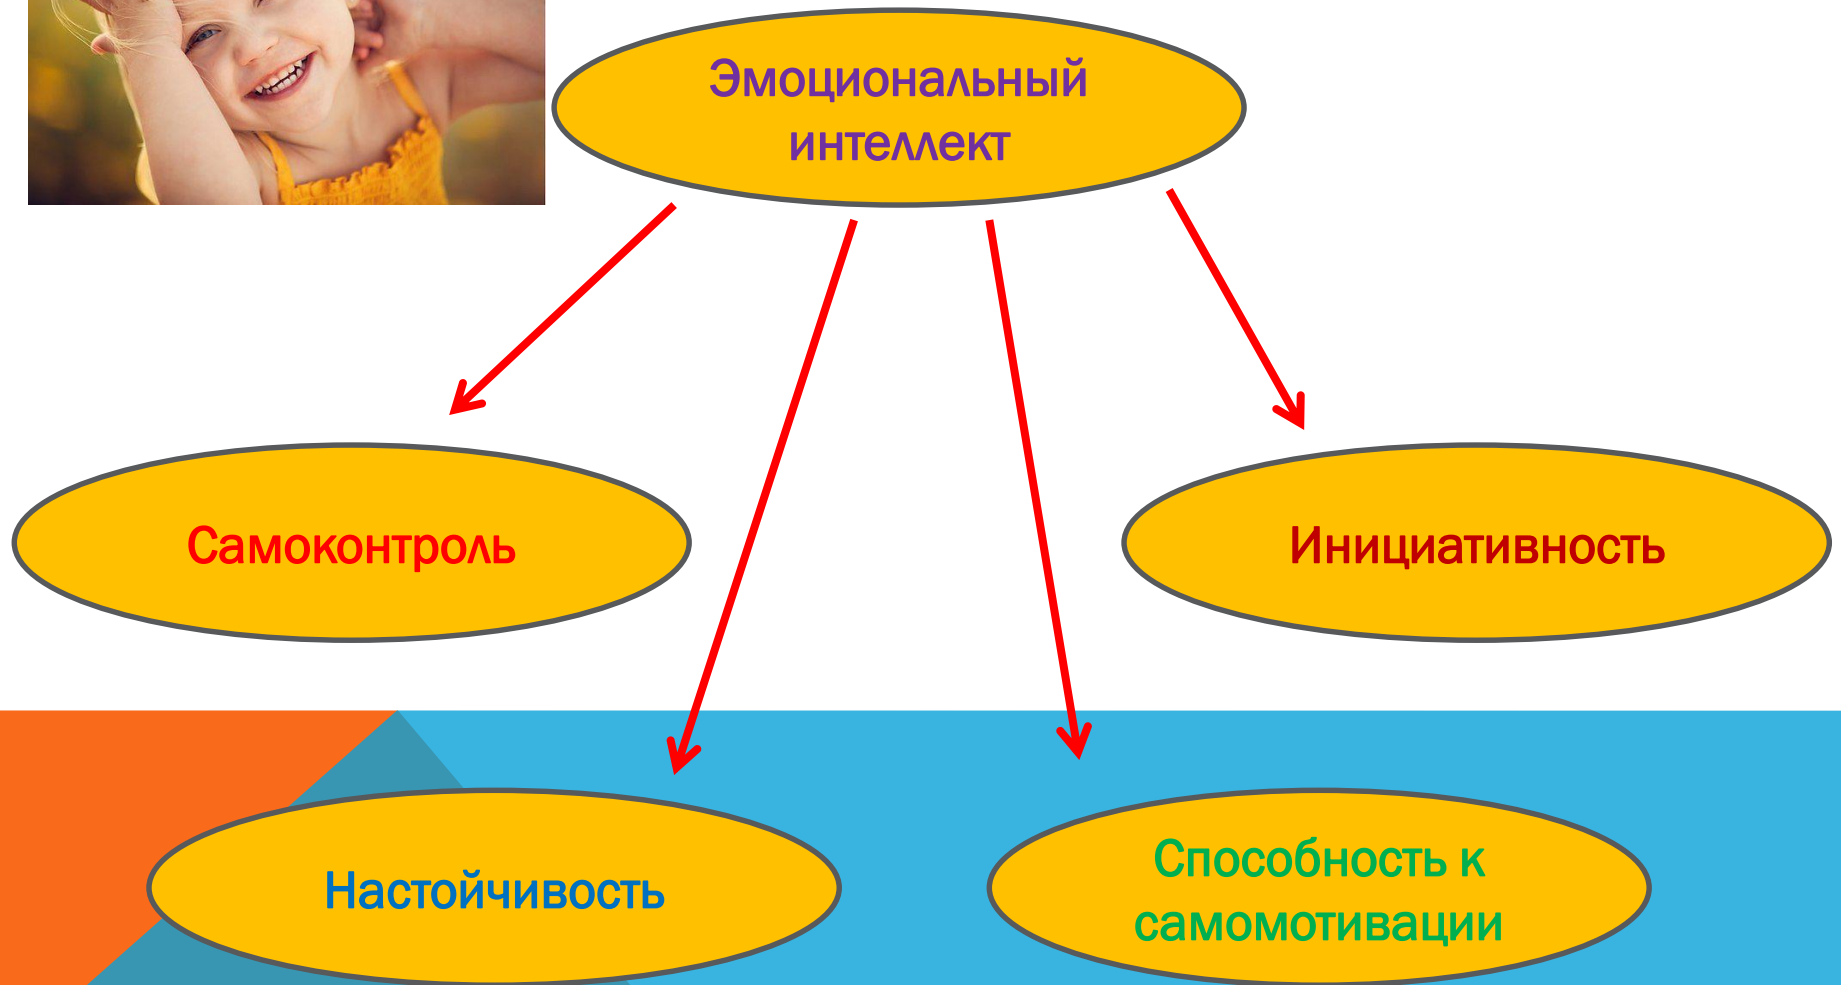 Эмоциональный
интеллект
Самоконтроль
Инициативность
Настойчивость
Способность к
самомотивации